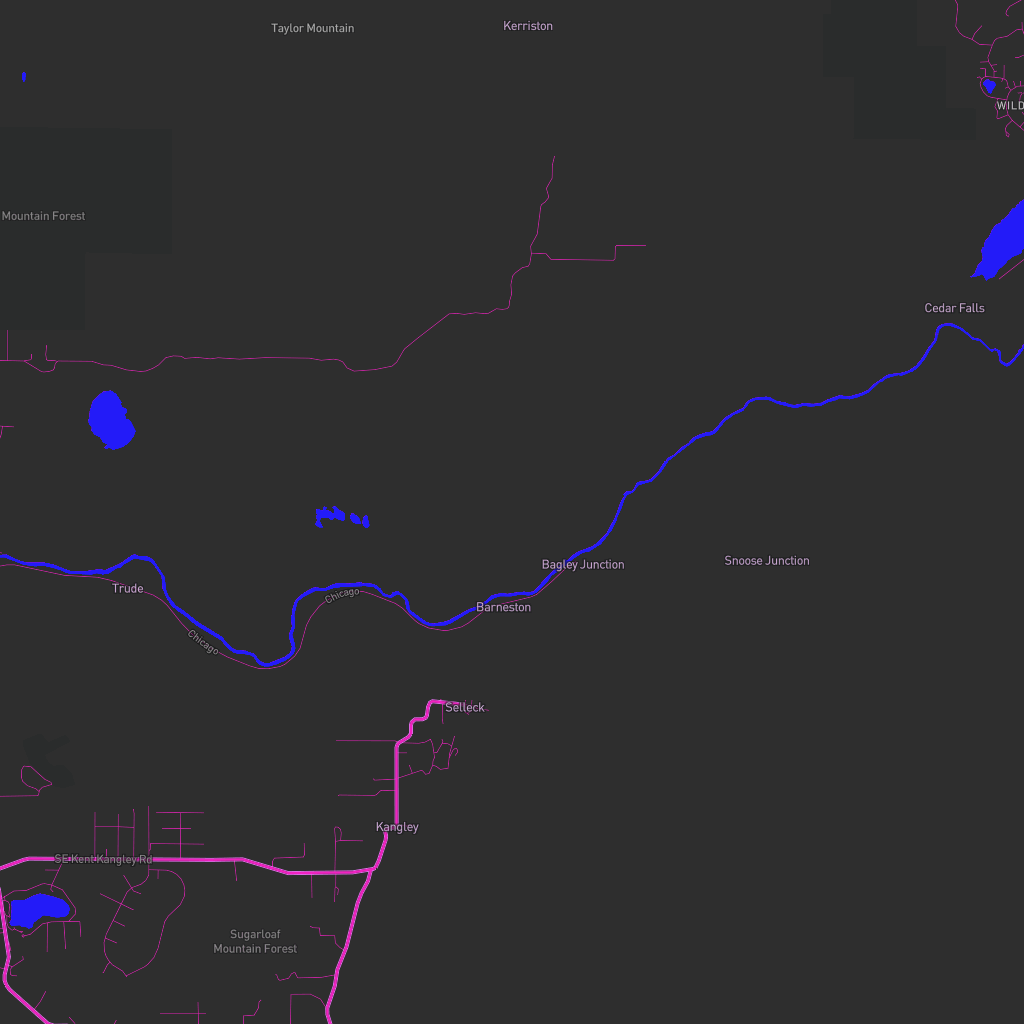 Kerriston
Taylor Mountain
WILD
Mountain Forest
Cedar Falls
Snoose Junction
Bagley Junction
Trude
Chicago
Barneston
Chicago
Selleck
Kangley
SE Kent Kangley Rd
Sugarloaf
Mountain Forest